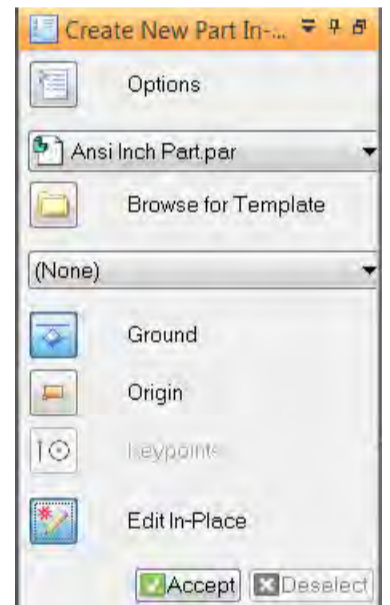 Create New Part In-...
Options
Ansi Inch Part.par
Browse for Template
(None)
Ground
Origin
Keypoints
Edit In-Place
Accept Deselect